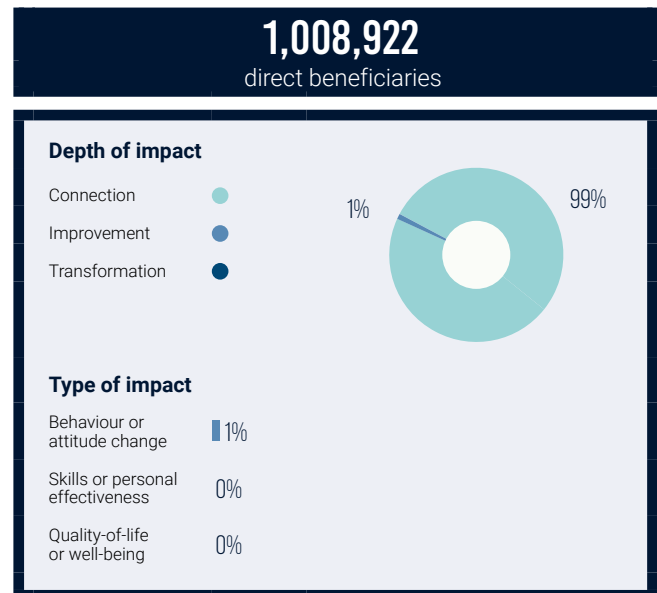 1,008,922
direct beneficiaries
Depth of impact
Connection
Improvement
Transformation
1%
99%
Type of impact
Behaviour or
attitude change
1%
Skills or personal
effectiveness
0%
Quality-of-life
or well-being
0%